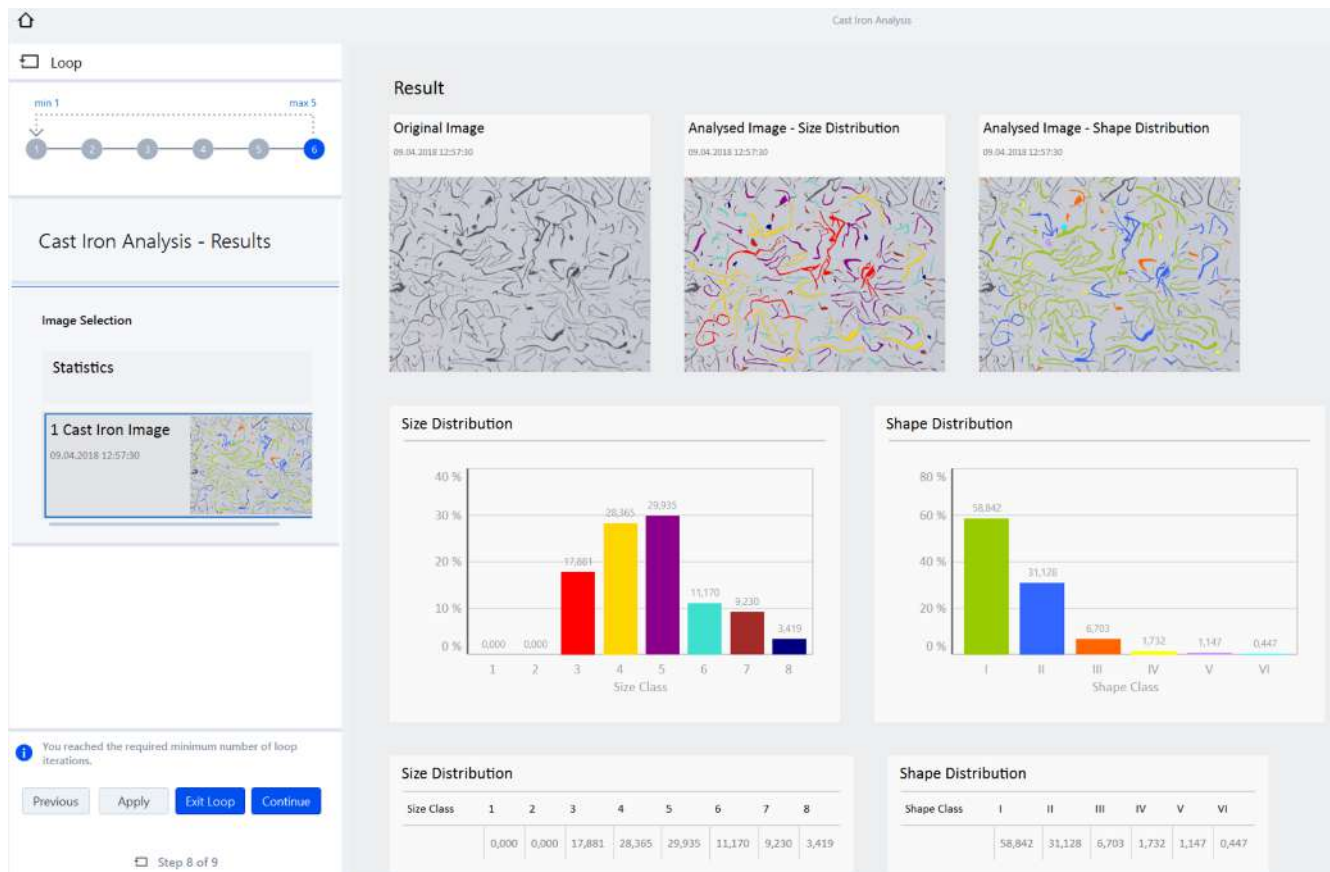 Cast Iron Analysis
Loop
min 1
max 5
1
2
3
4
5
6
Cast Iron Analysis - Results
Image Selection
Statistics
1 Cast Iron Image
09.04.2018 12:57:30
You reached the required minimum number of loop
iterations.
Previous Apply Exit Loop Continue
Step 8 of 9
Result
Original Image
09.04.2018 12:57:30
Analysed Image - Size Distribution
09.04.2018 12:57:30
Analysed Image - Shape Distribution
09.04.2018 12:57:30
Size Distribution
40 %
30 %
20 %
10 %
0 %
0,000 0,000 17,881 28,365 29,935 11,170 9,230 3,419
1 2 3 4 5 6 7 8
Size Class
Shape Distribution
80 %
60 %
40 %
20 %
0 %
58,842 31,128 6,703 1,732 1,147 0,447
I II III IV V VI
Shape Class
Size Distribution
Size Class 1 2 3 4 5 6 7 8
0,000 0,000 17,881 28,365 29,935 11,170 9,230 3,419
Shape Distribution
Shape Class I II III IV V VI
58,842 31,128 6,703 1,732 1,147 0,447